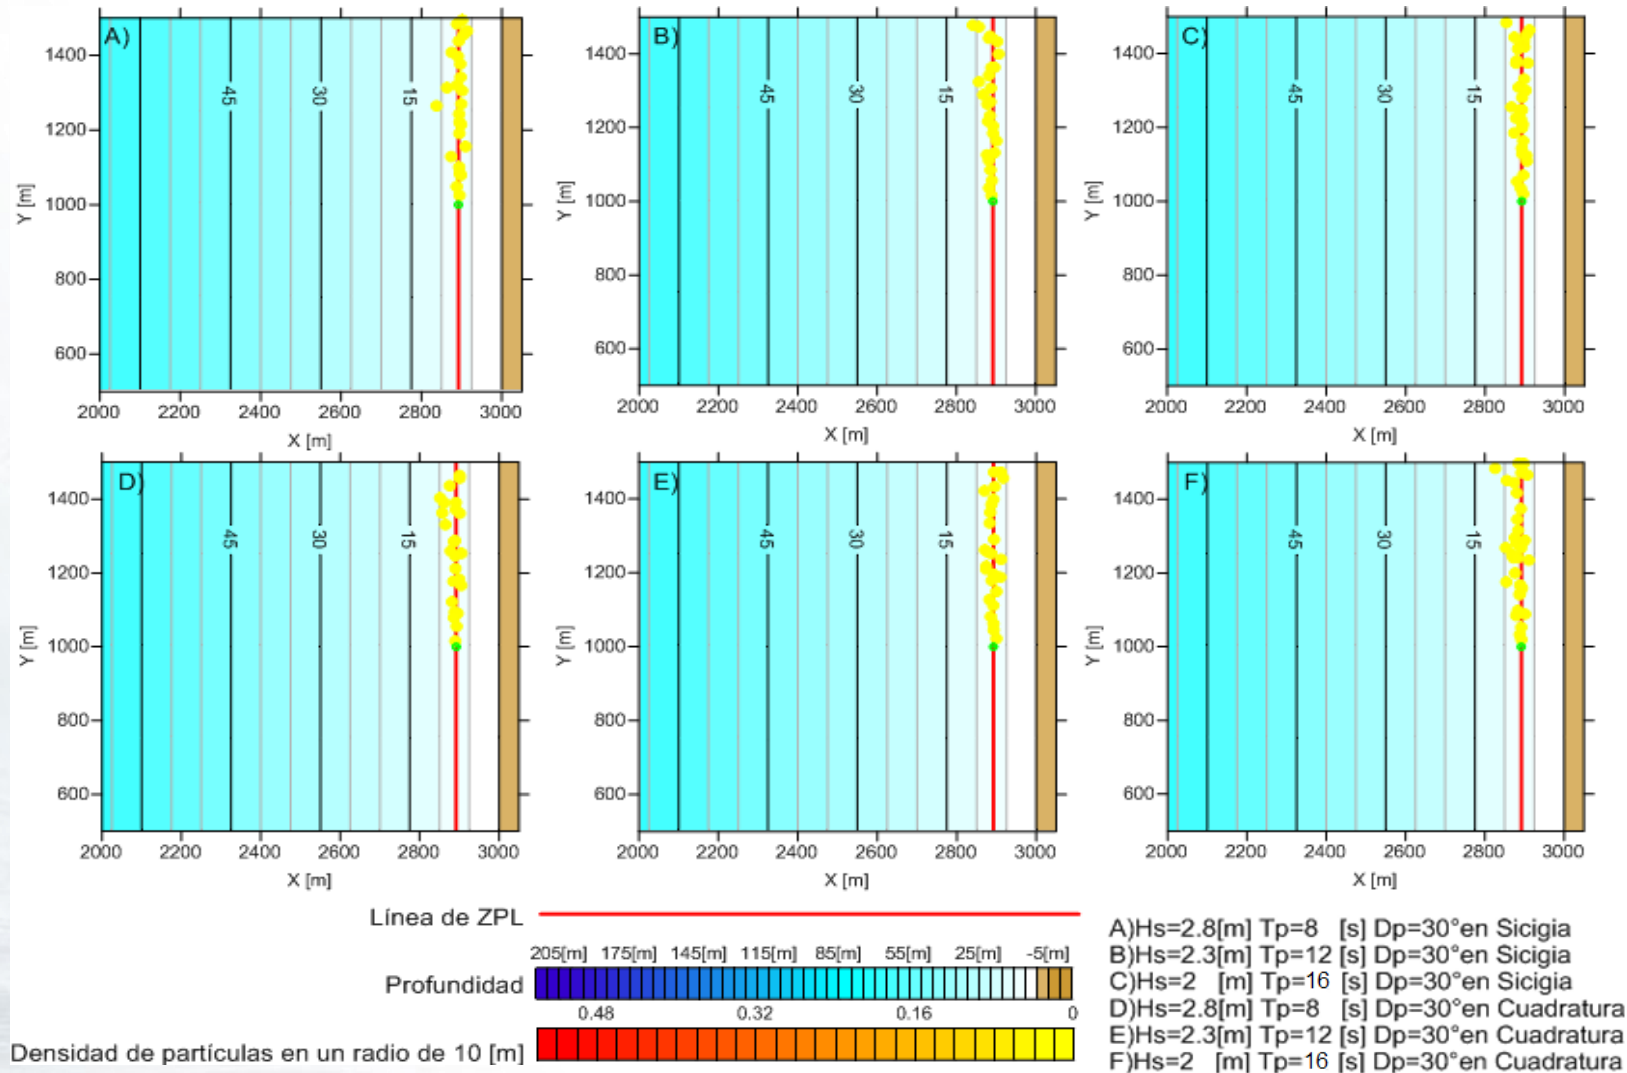 A)
B)
C)
1400
1200
1000
800
600
Y [m]
45
30
15
2000 2200 2400 2600 2800 3000
X [m]
1400
1200
1000
800
600
Y [m]
45
30
15
2000 2200 2400 2600 2800 3000
X [m]
1400
1200
1000
800
600
Y [m]
45
30
15
2000 2200 2400 2600 2800 3000
X [m]
D)
E)
F)
1400
1200
1000
800
600
Y [m]
45
30
15
2000 2200 2400 2600 2800 3000
X [m]
1400
1200
1000
800
600
Y [m]
45
30
15
2000 2200 2400 2600 2800 3000
X [m]
1400
1200
1000
800
600
Y [m]
45
30
15
2000 2200 2400 2600 2800 3000
X [m]
Línea de ZPL
205[m] 175[m] 145[m] 115[m] 85[m] 55[m] 25[m] -5[m]
Profundidad
0.48 0.32 0.16 0
Densidad de partículas en un radio de 10 [m]
A)Hs=2.8[m] Tp=8 [s] Dp=30°en Sicigia
B)Hs=2.3[m] Tp=12 [s] Dp=30°en Sicigia
C)Hs=2 [m] Tp=16 [s] Dp=30°en Sicigia
D)Hs=2.8[m] Tp=8 [s] Dp=30°en Cuadratura
E)Hs=2.3[m] Tp=12 [s] Dp=30°en Cuadratura
F)Hs=2 [m] Tp=16 [s] Dp=30°en Cuadratura